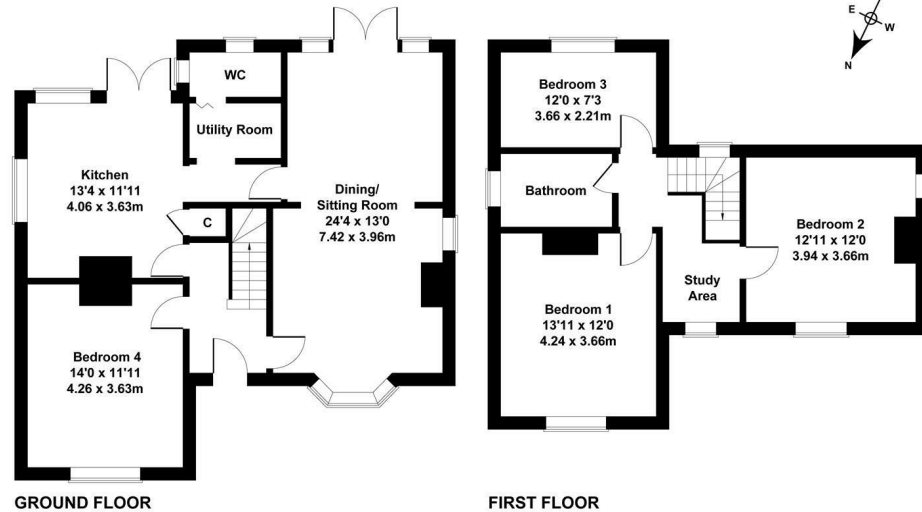 E
W
N
WC
Utility Room
Kitchen
13'4 x 11'11
4.06 x 3.63m
C
Dining/
Sitting Room
24'4 x 13'0
7.42 x 3.96m
Bedroom 4
14'0 x 11'11
4.26 x 3.63m
GROUND FLOOR
Bedroom 3
12'0 x 7'3
3.66 x 2.21m
Bathroom
Bedroom 2
12'11 x 12'0
3.94 x 3.66m
Study
Area
Bedroom 1
13'11 x 12'0
4.24 x 3.66m
FIRST FLOOR